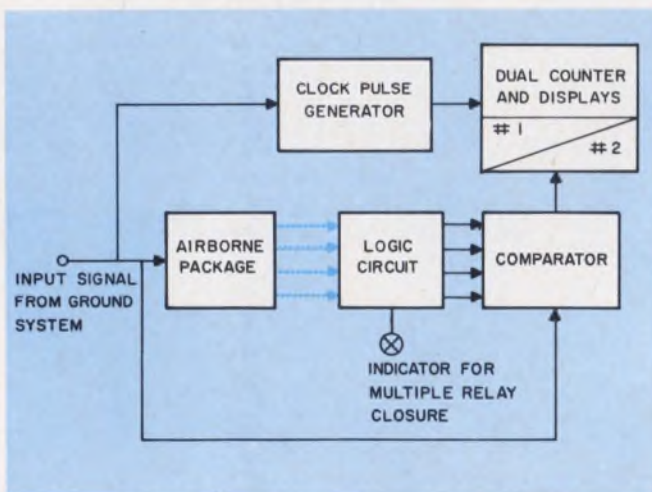 CLOCK PULSE
GENERATOR
DUAL COUNTER
AND DISPLAYS
# 1
# 2
AIRBORNE
PACKAGE
LOGIC
CIRCUIT
COMPARATOR
INPUT SIGNAL
FROM GROUND
SYSTEM
INDICATOR FOR
MULTIPLE RELAY
CLOSURE